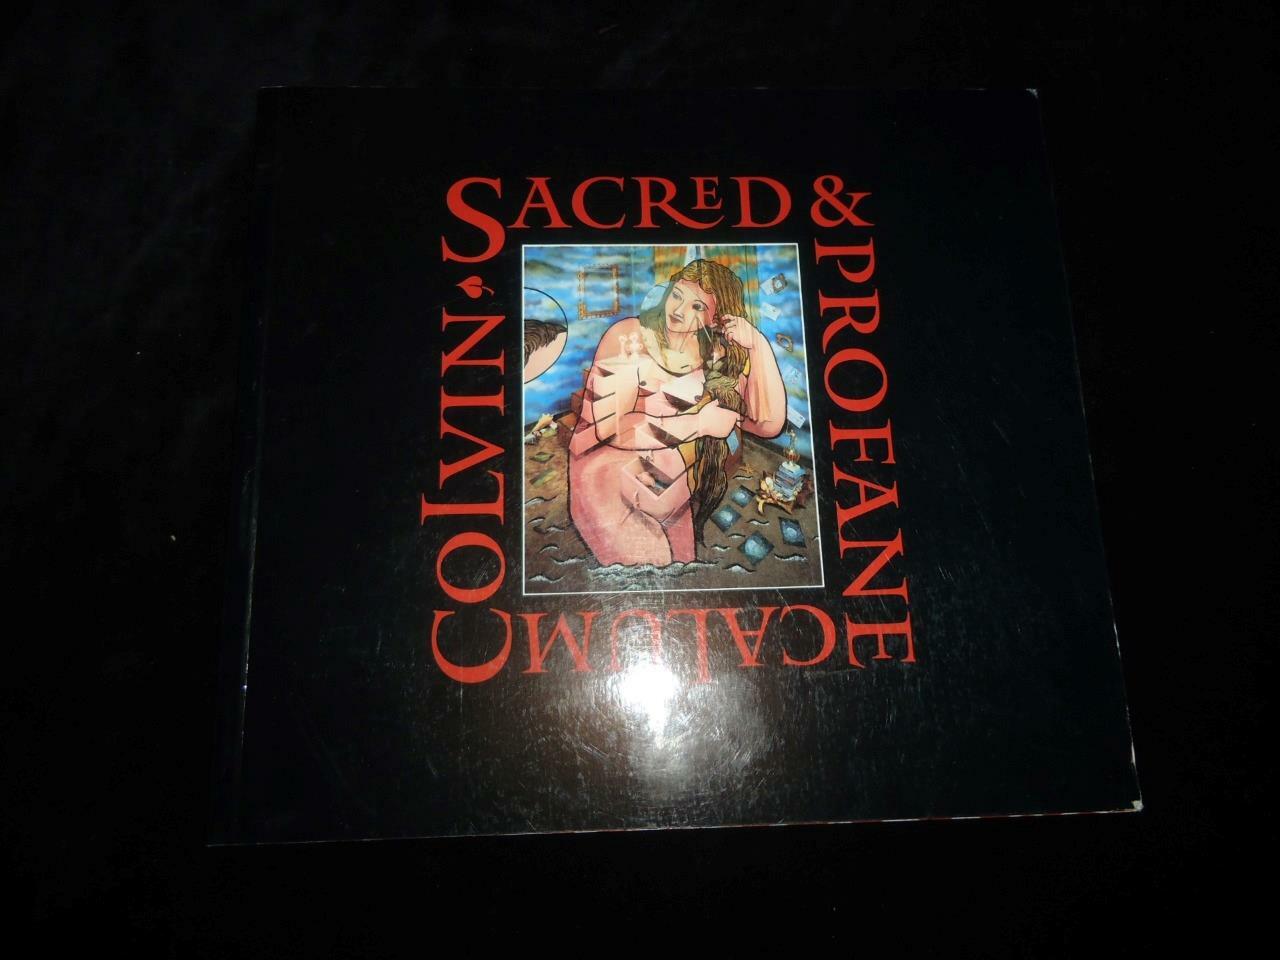 SACRED &
PROFANE
CALUM
COLVIN